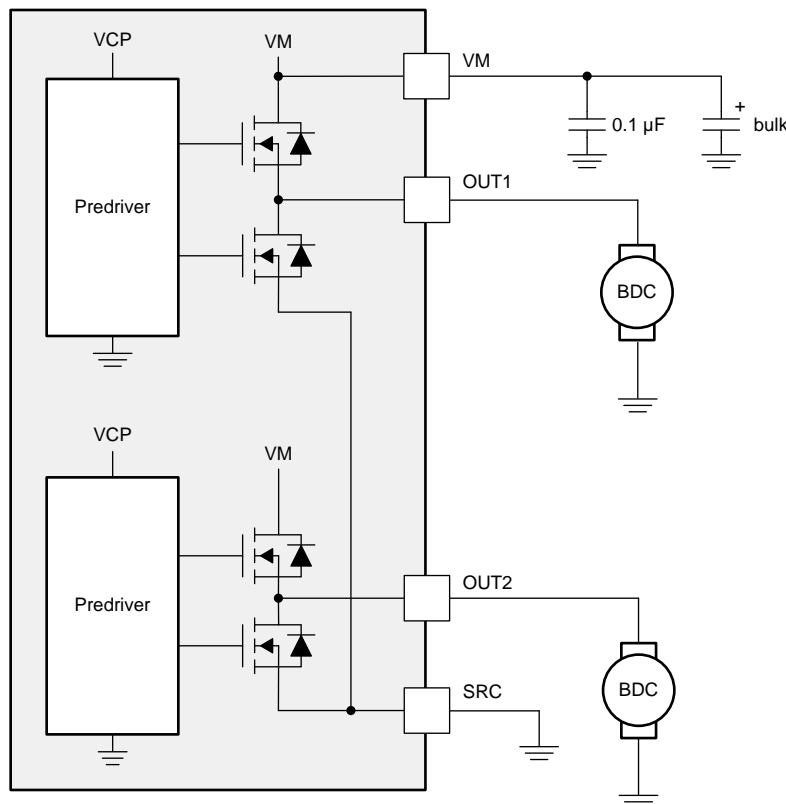 VCP
VM
VM
Predriver
0.1 µF
+
bulk
OUT1
BDC
VCP
VM
Predriver
OUT2
BDC
SRC